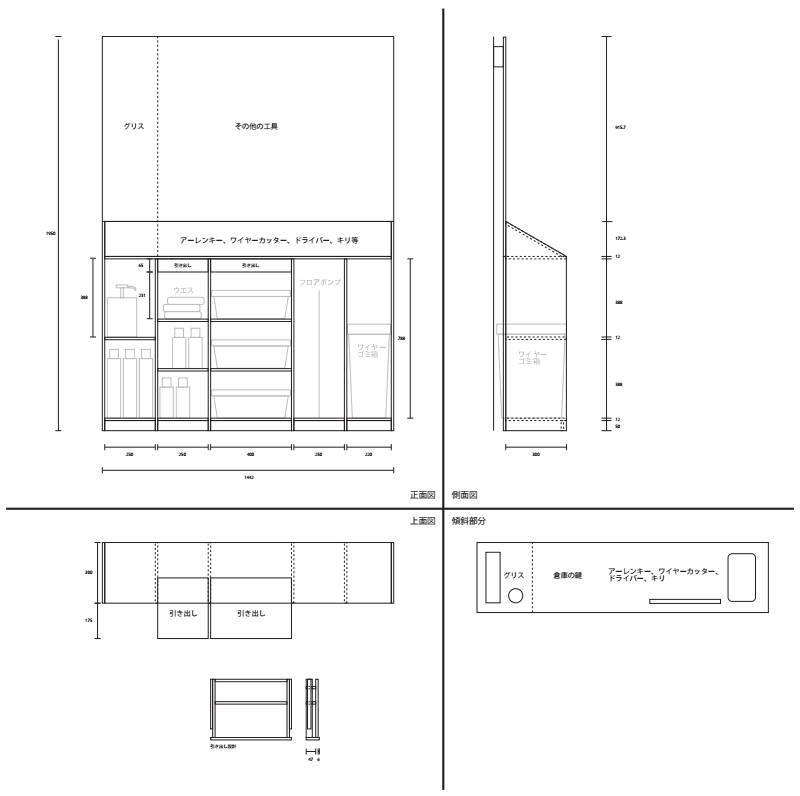 グリス
その他の工具
1950
アーレンキー、ワイヤーカッター、ドライバー、キリ等
65
引き出し
引き出し
388
231
ウエス
フロアポンプ
ワイヤー
ゴミ箱
788
250
250
400
250
220
1442
正面図
915.7
172.3
12
388
12
ワイヤー
ゴミ箱
388
12
50
300
側面図
上面図
300
175
引き出し
引き出し
引き出し設計
47
6
傾斜部分
グリス
倉庫の鍵
アーレンキー、ワイヤーカッター、
ドライバー、キリ